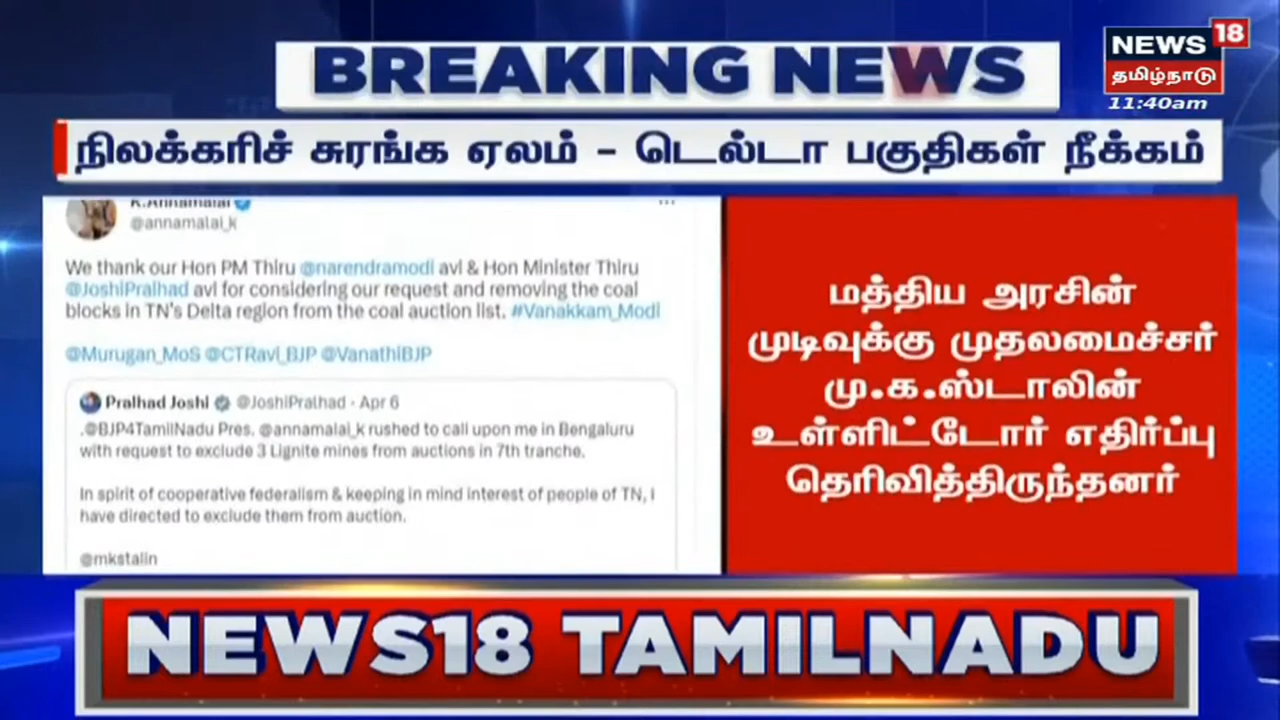 BREAKING NEWS
NEWS 18
தமிழ்நாடு
11:40am
நிலக்கரிச் சுரங்க ஏலம் - டெல்டா பகுதிகள் நீக்கம்
K.Annamalai
@annamalai_k
We thank our Hon PM Thiru @narendramodi avl & Hon Minister Thiru
@JoshiPralhad avl for considering our request and removing the coal
blocks in TN's Delta region from the coal auction list. #Vanakkam_Modi
@Murugan_MoS @CTRavi_BJP @VanathiBJP
Pralhad Joshi @JoshiPralhad · Apr 6
.@BJP4TamilNadu Pres. @annamalai_k rushed to call upon me in Bengaluru
with request to exclude 3 Lignite mines from auctions in 7th tranche.
In spirit of cooperative federalism & keeping in mind interest of people of TN, I
have directed to exclude them from auction.
@mkstalin
மத்திய அரசின்
முடிவுக்கு முதலமைச்சர்
மு.க.ஸ்டாலின்
உள்ளிட்டோர் எதிர்ப்பு
தெரிவித்திருந்தனர்
NEWS18 TAMILNADU